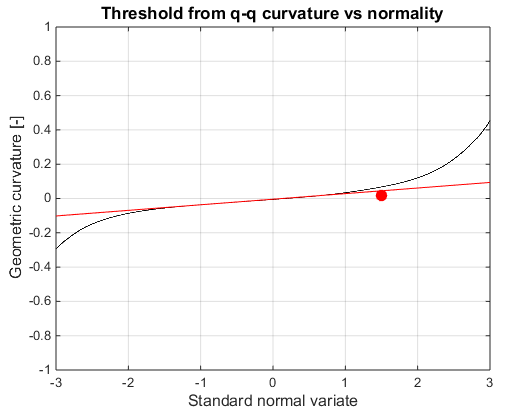 Threshold from q-q curvature vs normality
Geometric curvature [-]
1
0.8
0.6
0.4
0.2
0
-0.2
-0.4
-0.6
-0.8
-1
-3 -2 -1 0 1 2 3
Standard normal variate